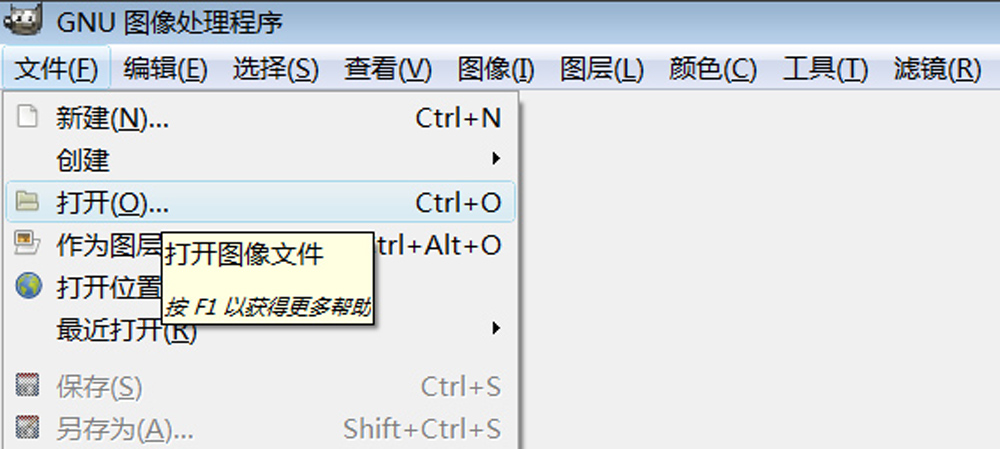 GNU 图像处理程序
文件(F) 编辑(E) 选择(S) 查看(V) 图像(I) 图层(L) 颜色(C) 工具(T) 滤镜(R)
新建(N)... Ctrl+N
创建
打开(O)... Ctrl+O
作为图层 trl+Alt+O
打开图像文件
打开位置
按 F1 以获得更多帮助
最近打开(R)
保存(S) Ctrl+S
另存为(A)... Shift+Ctrl+S